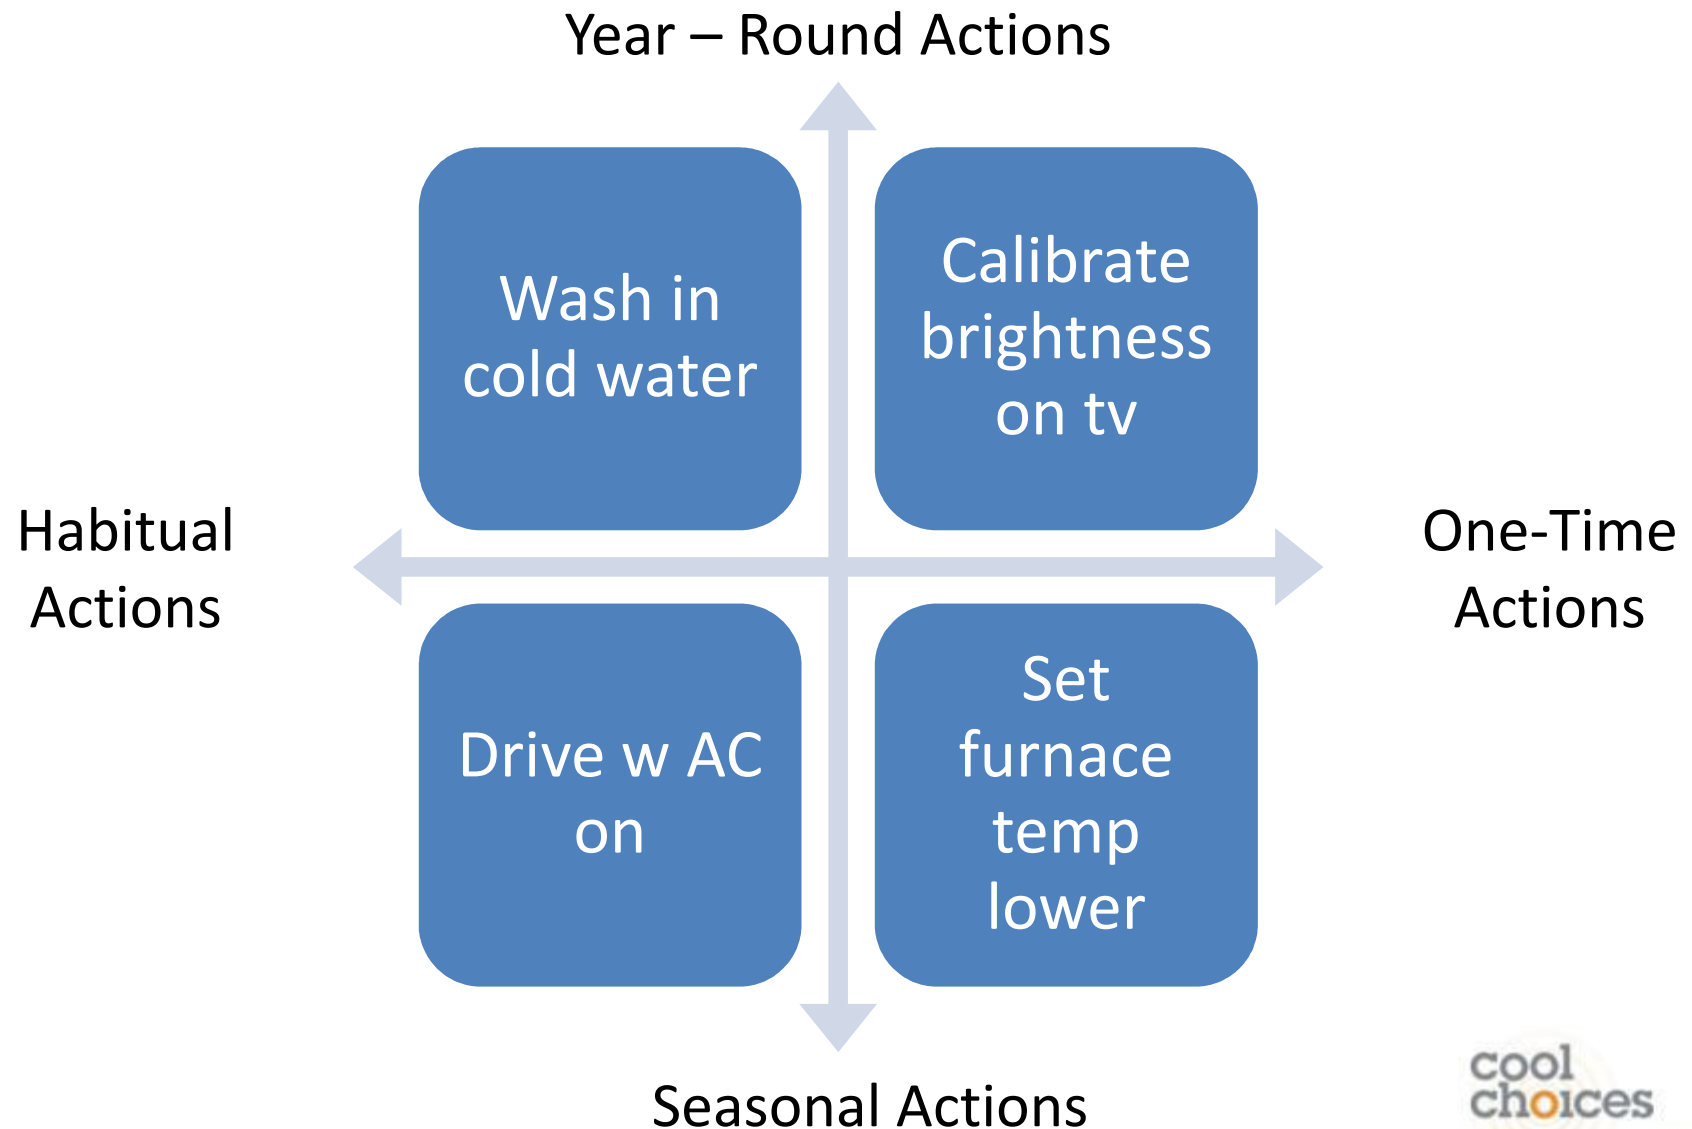 Year – Round Actions
Wash in
cold water
Calibrate
brightness
on tv
Habitual
Actions
One-Time
Actions
Drive w AC
on
Set
furnace
temp
lower
Seasonal Actions
cool
choices